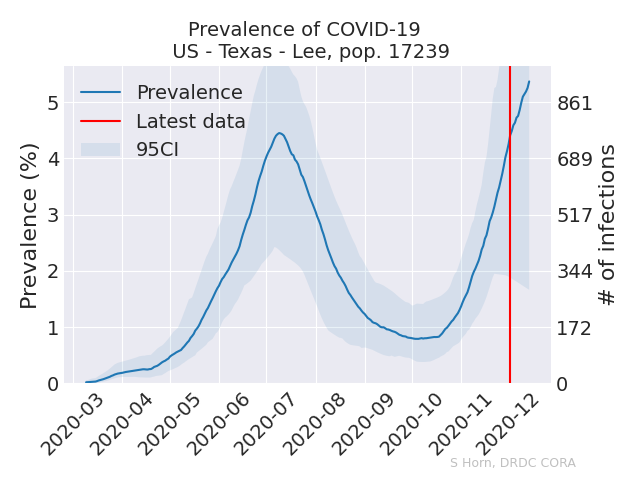 Prevalence of COVID-19
US - Texas - Lee, pop. 17239
Prevalence
Latest data
95CI
Prevalence (%)
5
4
3
2
1
0
861
689
517
344
172
0
# of infections
2020-03
2020-04
2020-05
2020-06
2020-07
2020-08
2020-09
2020-10
2020-11
2020-12
S Horn, DRDC CORA